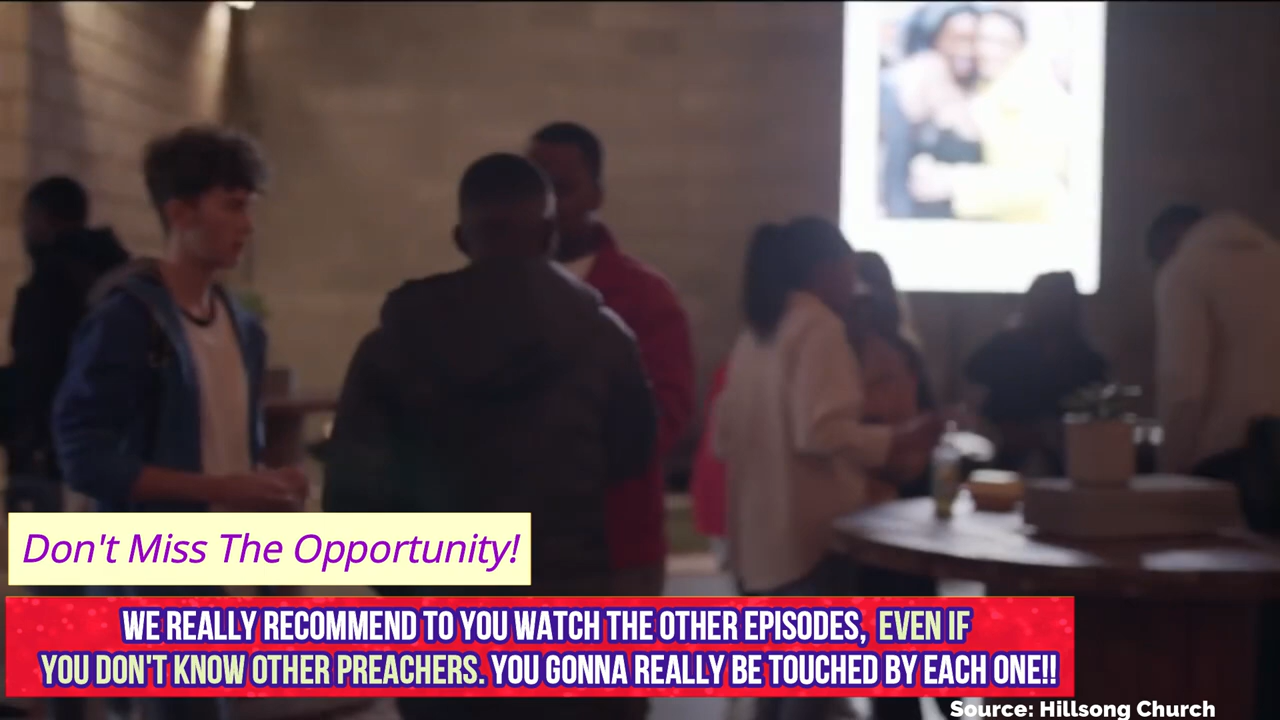 Don't Miss The Opportunity!
WE REALLY RECOMMEND TO YOU WATCH THE OTHER EPISODES, EVEN IF
YOU DON'T KNOW OTHER PREACHERS. YOU GONNA REALLY BE TOUCHED BY EACH ONE!!
Source: Hillsong Church